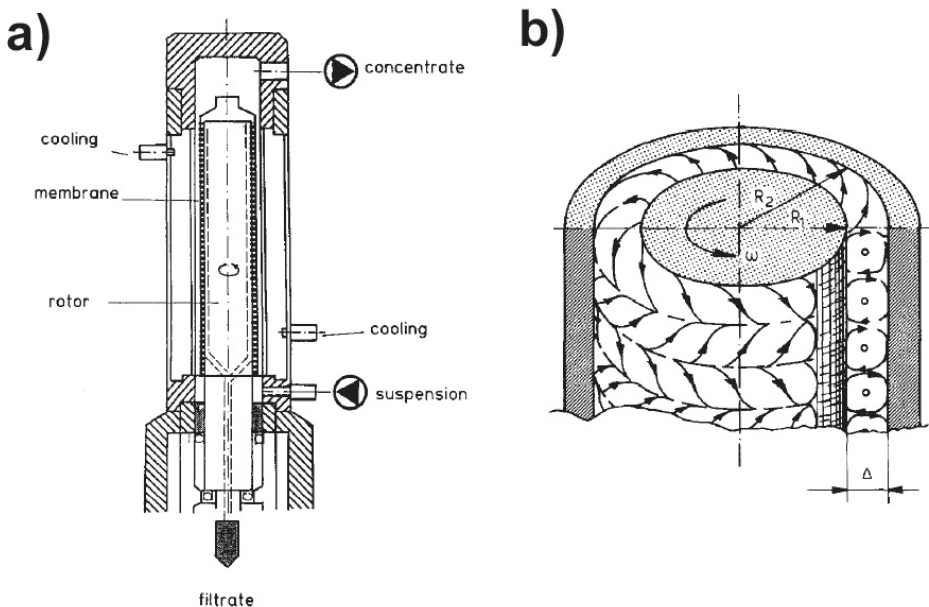 a)
concentrate
cooling
membrane
rotor
cooling
suspension
filtrate
b)
R₂
R₁
ω
Δ